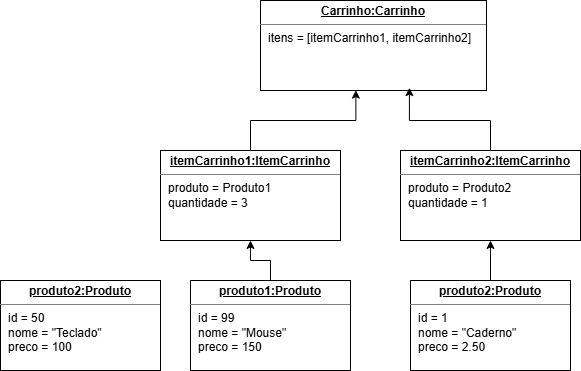 Carrinho:Carrinho
itens = [itemCarrinho1, itemCarrinho2]
itemCarrinho1:ItemCarrinho
produto = Produto1
quantidade = 3
itemCarrinho2:ItemCarrinho
produto = Produto2
quantidade = 1
produto2:Produto
id = 50
nome = "Teclado"
preco = 100
produto1:Produto
id = 99
nome = "Mouse"
preco = 150
produto2:Produto
id = 1
nome = "Caderno"
preco = 2.50